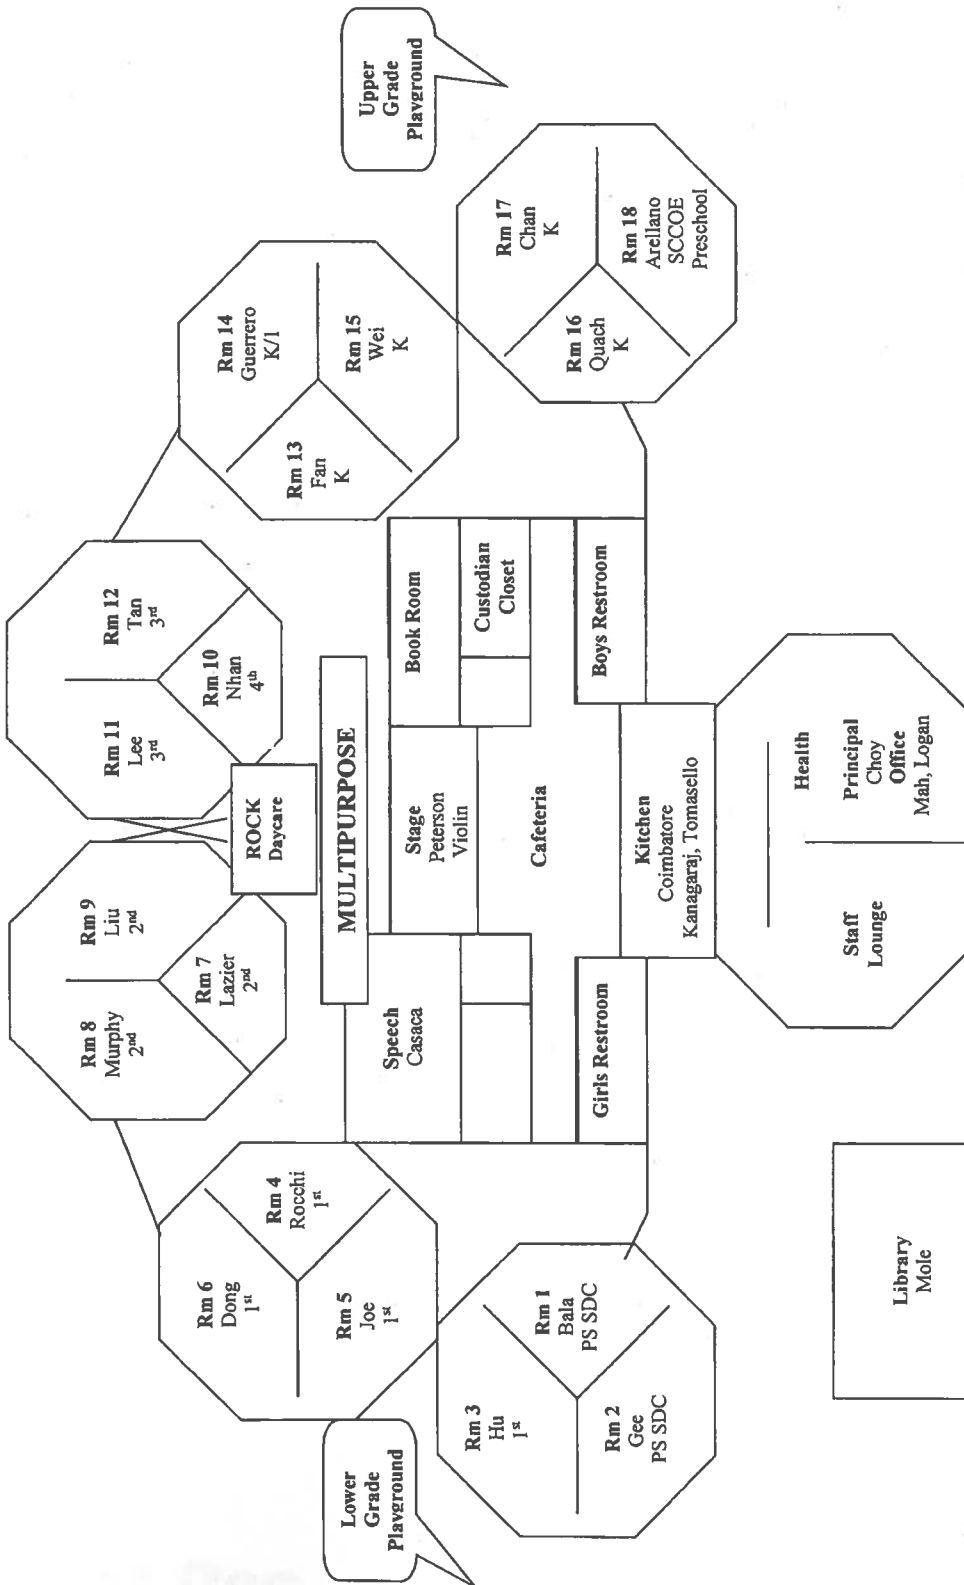 Upper
Grade
Playground
Rm 17
Chan
K
Rm 18
Arellano
SCCOE
Preschool
Rm 16
Quach
K
Rm 14
Guerrero
K/1
Rm 15
Wei
K
Rm 13
Fan
K
Rm 12
Tan
3rd
Rm 10
Nhan
4th
Rm 11
Lee
3rd
ROCK
Daycare
MULTIPURPOSE
Book Room
Custodian
Closet
Boys Restroom
Stage
Peterson
Violin
Cafeteria
Kitchen
Coimbatore
Kanagaraj, Tomasello
Health
Principal
Choy
Office
Mah, Logan
Staff
Lounge
Rm 9
Liu
2nd
Rm 7
Lazier
2nd
Rm 8
Murphy
2nd
Speech
Casaca
Girls Restroom
Rm 4
Rocchi
1st
Rm 6
Dong
1st
Rm 5
Joe
1st
Rm 1
Bala
PS SDC
Rm 3
Hu
1st
Rm 2
Gee
PS SDC
Lower
Grade
Playground
Library
Mole